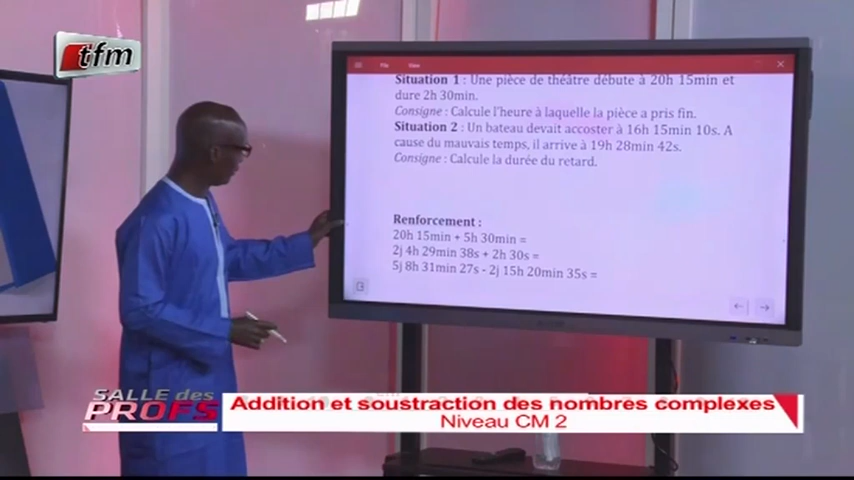 tfm
File View
Situation 1 : Une pièce de théâtre débute à 20h 15min et
dure 2h 30min.
Consigne : Calcule l'heure à laquelle la pièce a pris fin.
Situation 2 : Un bateau devait accoster à 16h 15min 10s. A
cause du mauvais temps, il arrive à 19h 28min 42s.
Consigne : Calcule la durée du retard.
Renforcement :
20h 15min + 5h 30min =
2j 4h 29min 38s + 2h 30s =
5j 8h 31min 27s - 2j 15h 20min 35s =
SALLE des
PROFS
Addition et soustraction des nombres complexes
Niveau CM 2